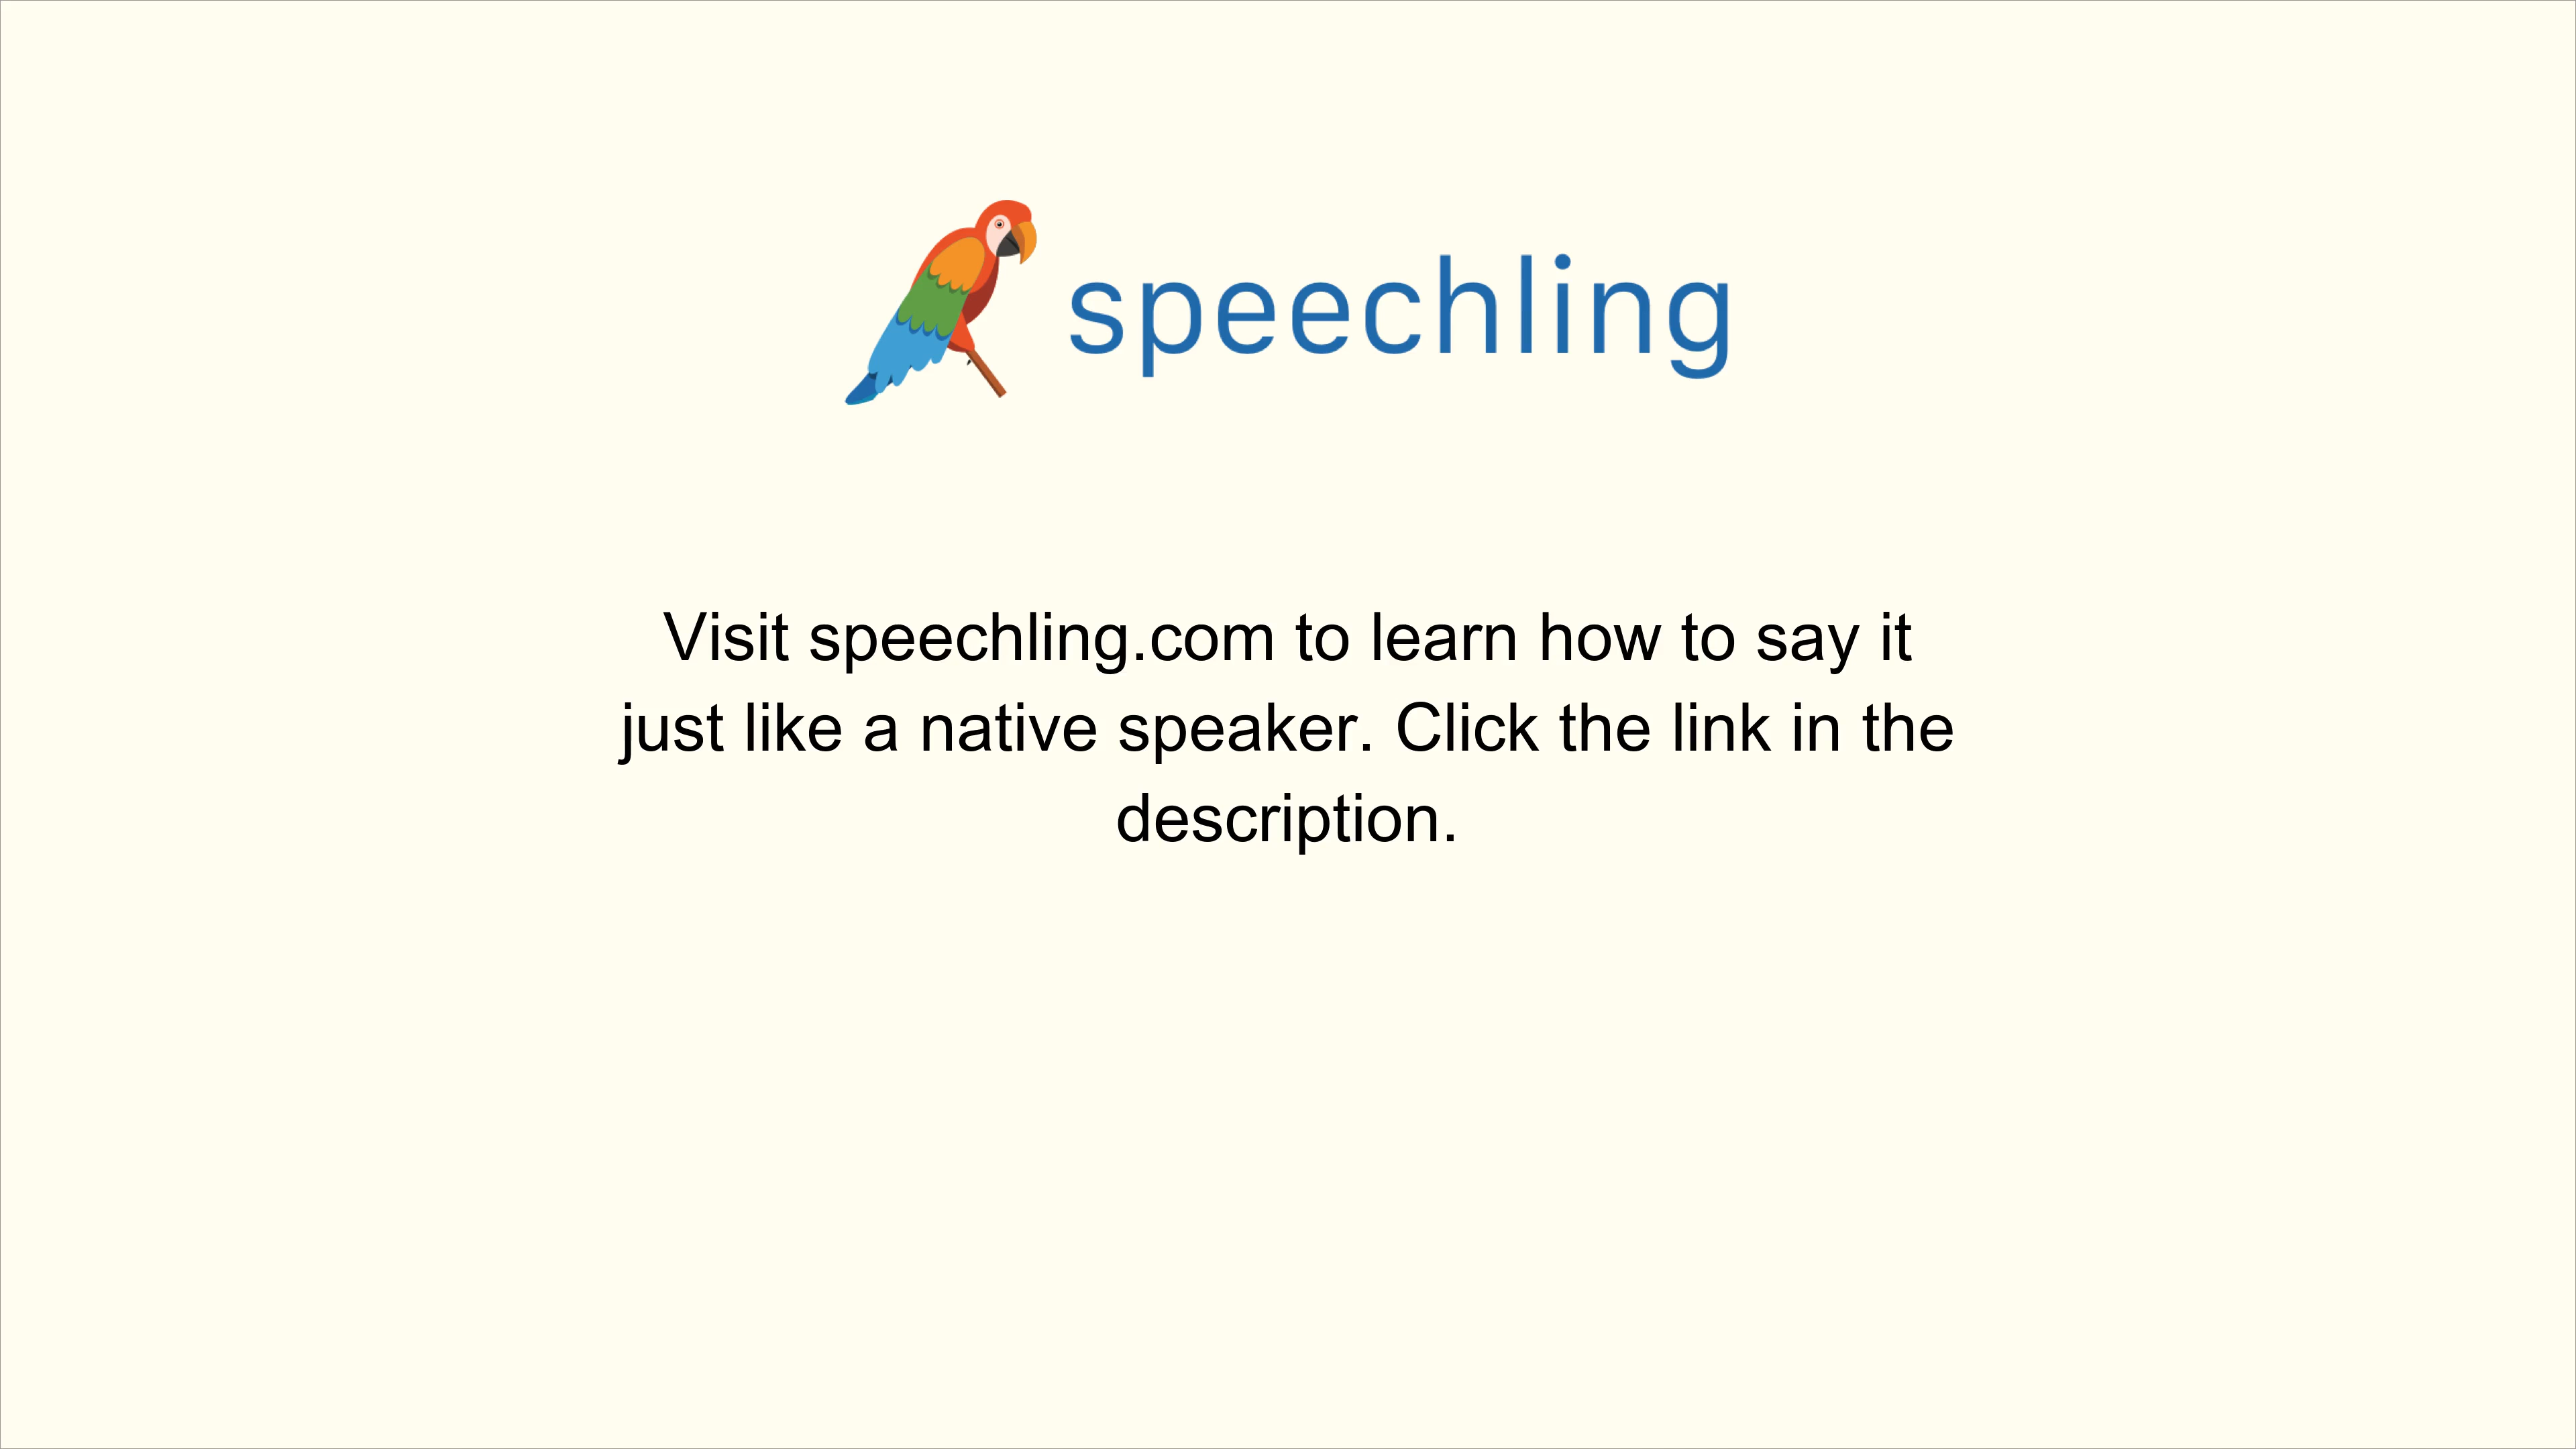 speechling
Visit speechling.com to learn how to say it
just like a native speaker. Click the link in the
description.